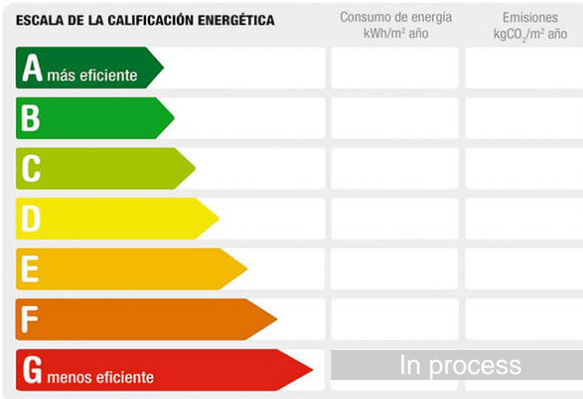 ESCALA DE LA CALIFICACIÓN ENERGÉTICA
Consumo de energía
kWh/m² año
Emisiones
kgCO₂/m² año
A más eficiente
B
C
D
E
F
G menos eficiente
In process